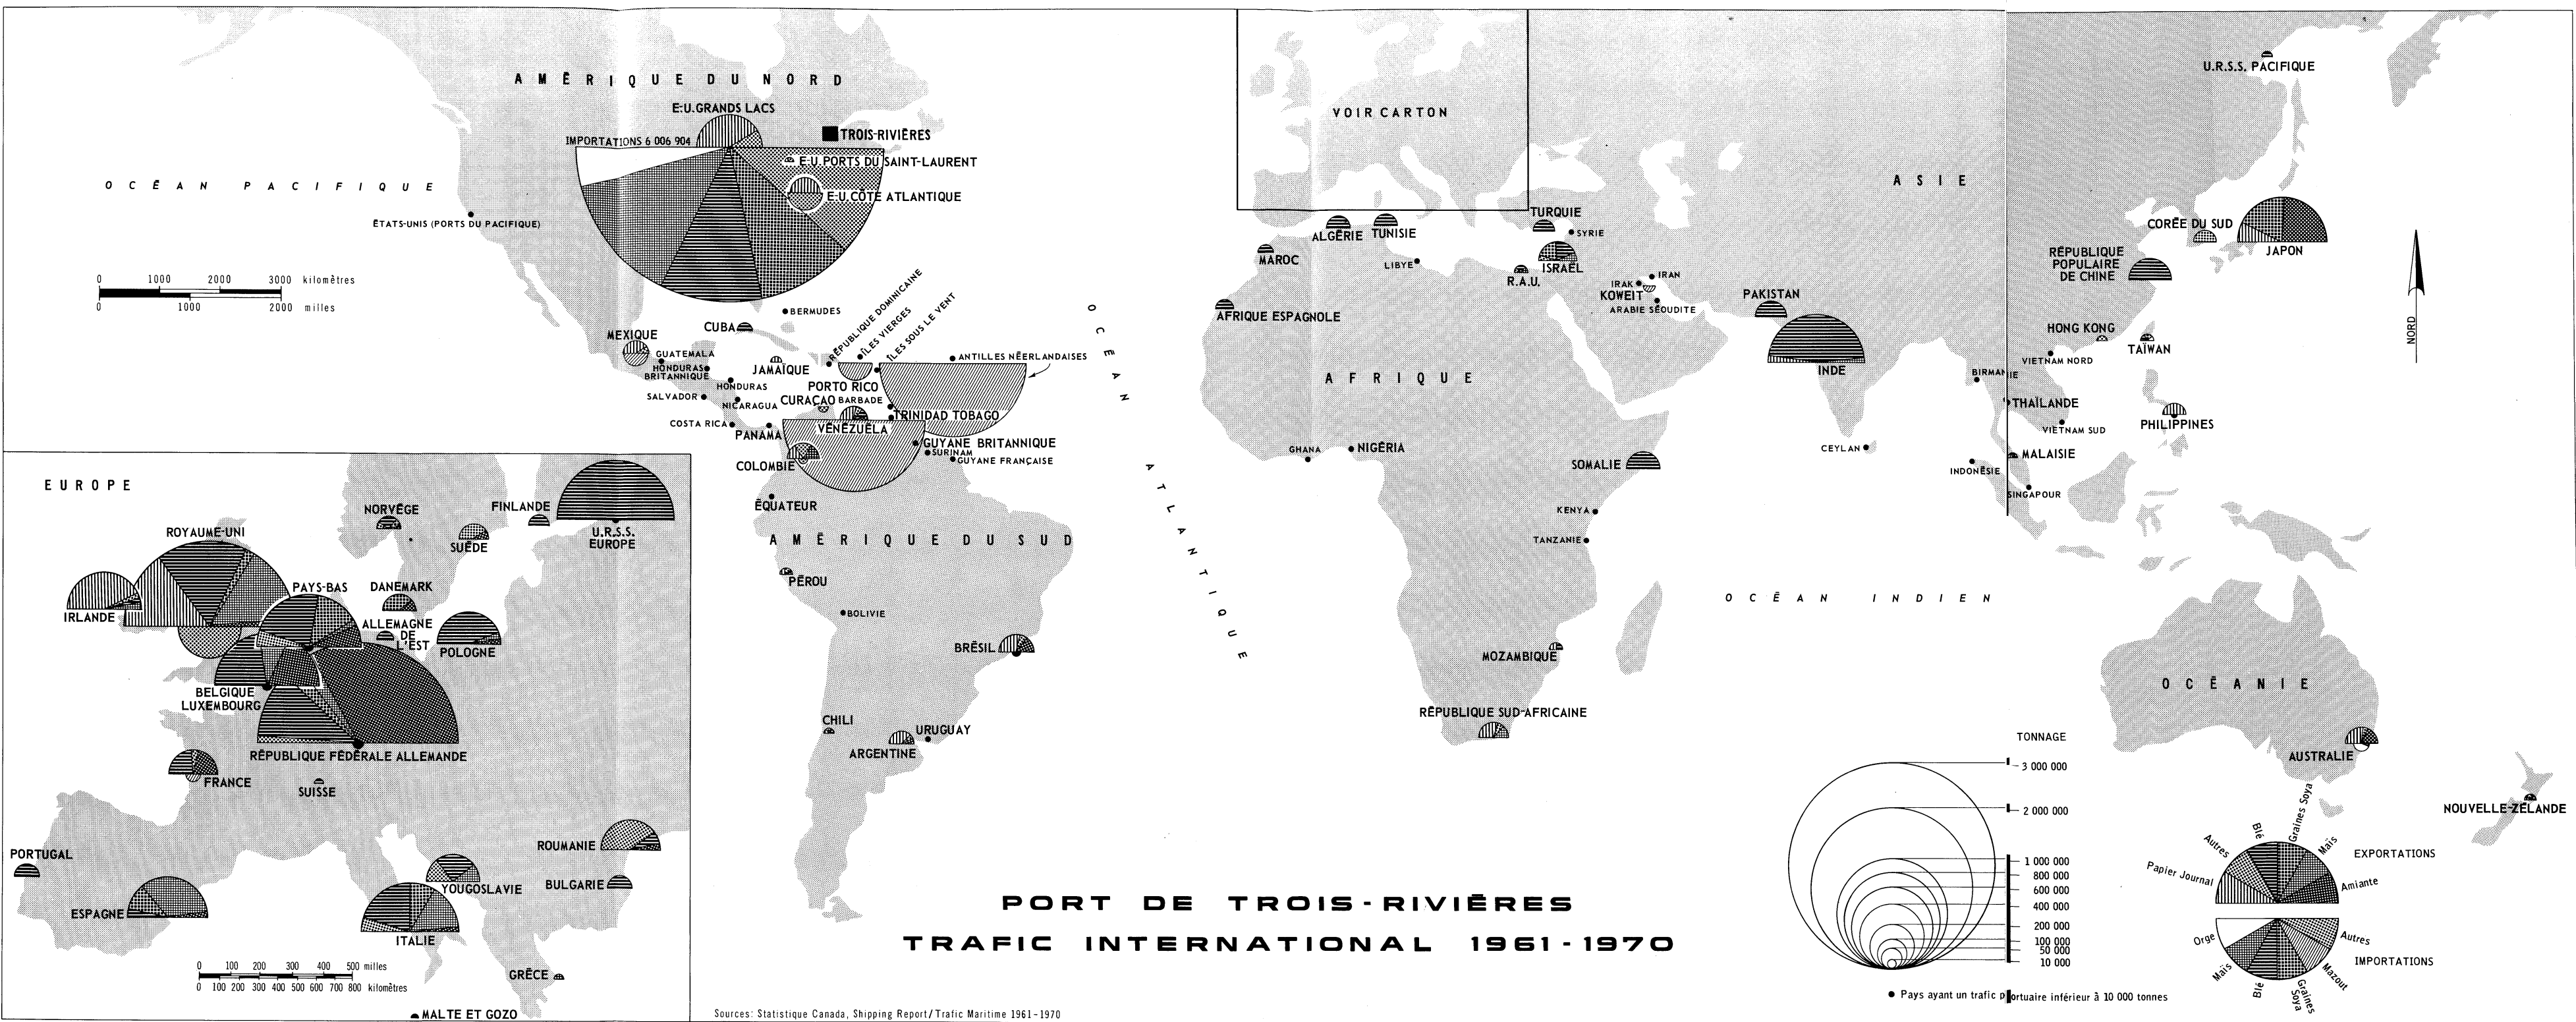 AMÉRIQUE DU NORD
E.-U. GRANDS LACS
IMPORTATIONS 6 006 904
TROIS-RIVIÈRES
E.-U. PORTS DU SAINT-LAURENT
E.-U. CÔTE ATLANTIQUE
OCÉAN PACIFIQUE
ÉTATS-UNIS (PORTS DU PACIFIQUE)
0 1000 2000 3000 kilomètres
0 1000 2000 milles
BERMUDES
CUBA
MEXIQUE
GUATEMALA
HONDURAS
BRITANNIQUE
HONDURAS
SALVADOR
NICARAGUA
COSTA RICA
PANAMA
JAMAÏQUE
RÉPUBLIQUE DOMINICAINE
ÎLES VIERGES
ÎLES SOUS LE VENT
ANTILLES NÉERLANDAISES
PORTO RICO
CURAÇAO
BARBADE
TRINIDAD TOBAGO
VÉNÉZUÉLA
COLOMBIE
GUYANE BRITANNIQUE
SURINAM
GUYANE FRANÇAISE
ÉQUATEUR
AMÉRIQUE DU SUD
PÉROU
BOLIVIE
BRÉSIL
CHILI
URUGUAY
ARGENTINE
OCÉAN ATLANTIQUE
VOIR CARTON
ASIE
U.R.S.S. PACIFIQUE
CORÉE DU SUD
JAPON
RÉPUBLIQUE
POPULAIRE
DE CHINE
TURQUIE
SYRIE
ALGÉRIE
TUNISIE
MAROC
LIBYE
ISRAËL
R.A.U.
IRAN
IRAK
KOWEIT
ARABIE SÉOUDITE
PAKISTAN
AFRIQUE ESPAGNOLE
HONG KONG
TAÏWAN
VIETNAM NORD
INDE
BIRMANIE
AFRIQUE
THAÏLANDE
PHILIPPINES
VIETNAM SUD
GHANA
NIGÉRIA
CEYLAN
MALAISIE
SOMALIE
INDONÉSIE
SINGAPOUR
KENYA
TANZANIE
OCÉAN INDIEN
MOZAMBIQUE
RÉPUBLIQUE SUD-AFRICAINE
OCÉANIE
AUSTRALIE
NOUVELLE-ZÉLANDE
NORD
EUROPE
NORVÈGE
FINLANDE
U.R.S.S.
EUROPE
SUÈDE
ROYAUME-UNI
IRLANDE
PAYS-BAS
DANEMARK
ALLEMAGNE
DE
L'EST
POLOGNE
BELGIQUE
LUXEMBOURG
RÉPUBLIQUE FÉDÉRALE ALLEMANDE
FRANCE
SUISSE
ROUMANIE
PORTUGAL
ESPAGNE
YOUGOSLAVIE
BULGARIE
ITALIE
GRÈCE
0 100 200 300 400 500 milles
0 100 200 300 400 500 600 700 800 kilomètres
MALTE ET GOZO
PORT DE TROIS-RIVIÈRES
TRAFIC INTERNATIONAL 1961-1970
Sources: Statistique Canada, Shipping Report/Trafic Maritime 1961-1970
TONNAGE
3 000 000
2 000 000
1 000 000
800 000
600 000
400 000
200 000
100 000
50 000
10 000
Pays ayant un trafic portuaire inférieur à 10 000 tonnes
Papier Journal
Autres
Blé
Graines Soya
Maïs
Amiante
EXPORTATIONS
Orge
Maïs
Blé
Graines
Soya
Mazout
Autres
IMPORTATIONS